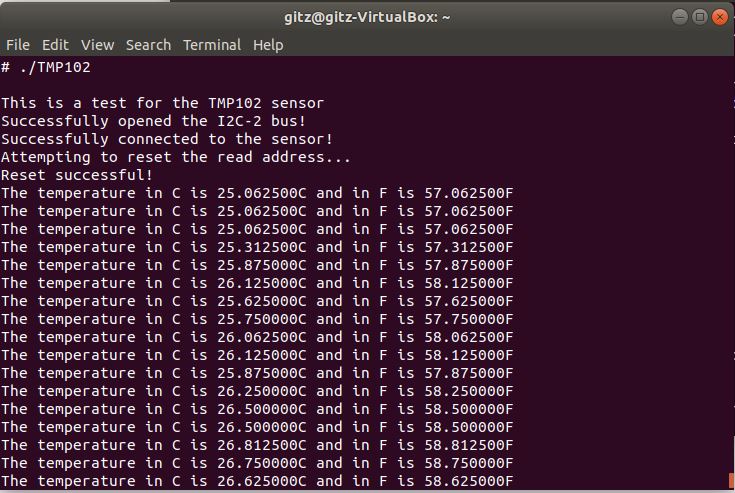 gitz@gitz-VirtualBox: ~
File Edit View Search Terminal Help
# ./TMP102
This is a test for the TMP102 sensor
Successfully opened the I2C-2 bus!
Successfully connected to the sensor!
Attempting to reset the read address...
Reset successful!
The temperature in C is 25.062500C and in F is 57.062500F
The temperature in C is 25.062500C and in F is 57.062500F
The temperature in C is 25.062500C and in F is 57.062500F
The temperature in C is 25.312500C and in F is 57.312500F
The temperature in C is 25.875000C and in F is 57.875000F
The temperature in C is 26.125000C and in F is 58.125000F
The temperature in C is 25.625000C and in F is 57.625000F
The temperature in C is 25.750000C and in F is 57.750000F
The temperature in C is 26.062500C and in F is 58.062500F
The temperature in C is 26.125000C and in F is 58.125000F
The temperature in C is 25.875000C and in F is 57.875000F
The temperature in C is 26.250000C and in F is 58.250000F
The temperature in C is 26.500000C and in F is 58.500000F
The temperature in C is 26.500000C and in F is 58.500000F
The temperature in C is 26.812500C and in F is 58.812500F
The temperature in C is 26.750000C and in F is 58.750000F
The temperature in C is 26.625000C and in F is 58.625000F